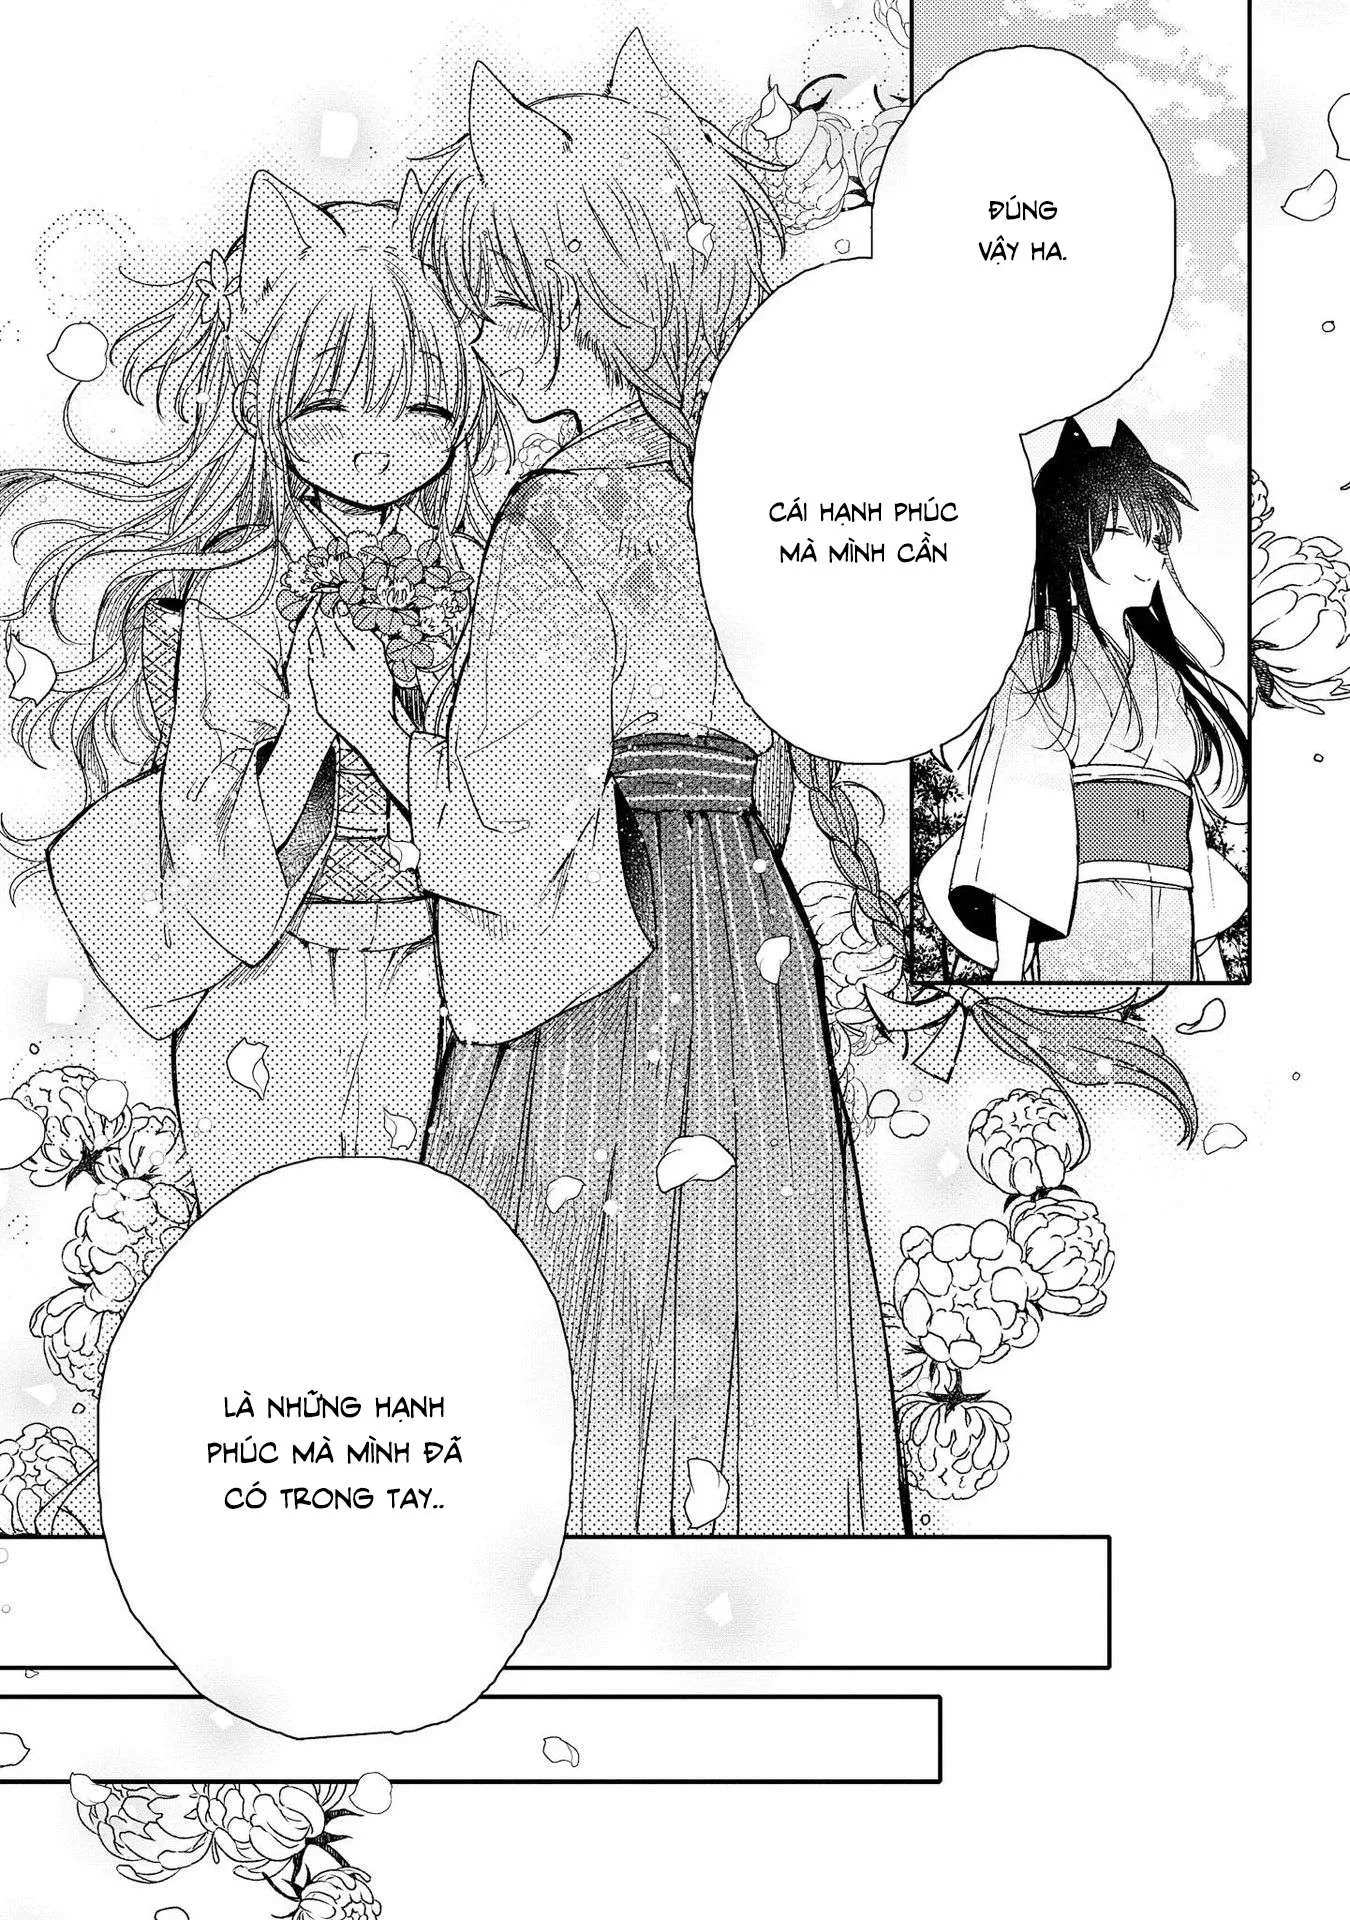 ĐÚNG
VẬY HA.
CÁI HẠNH PHÚC
MÀ MÌNH CẦN
LÀ NHỮNG HẠNH
PHÚC MÀ MÌNH ĐÃ
CÓ TRONG TAY..